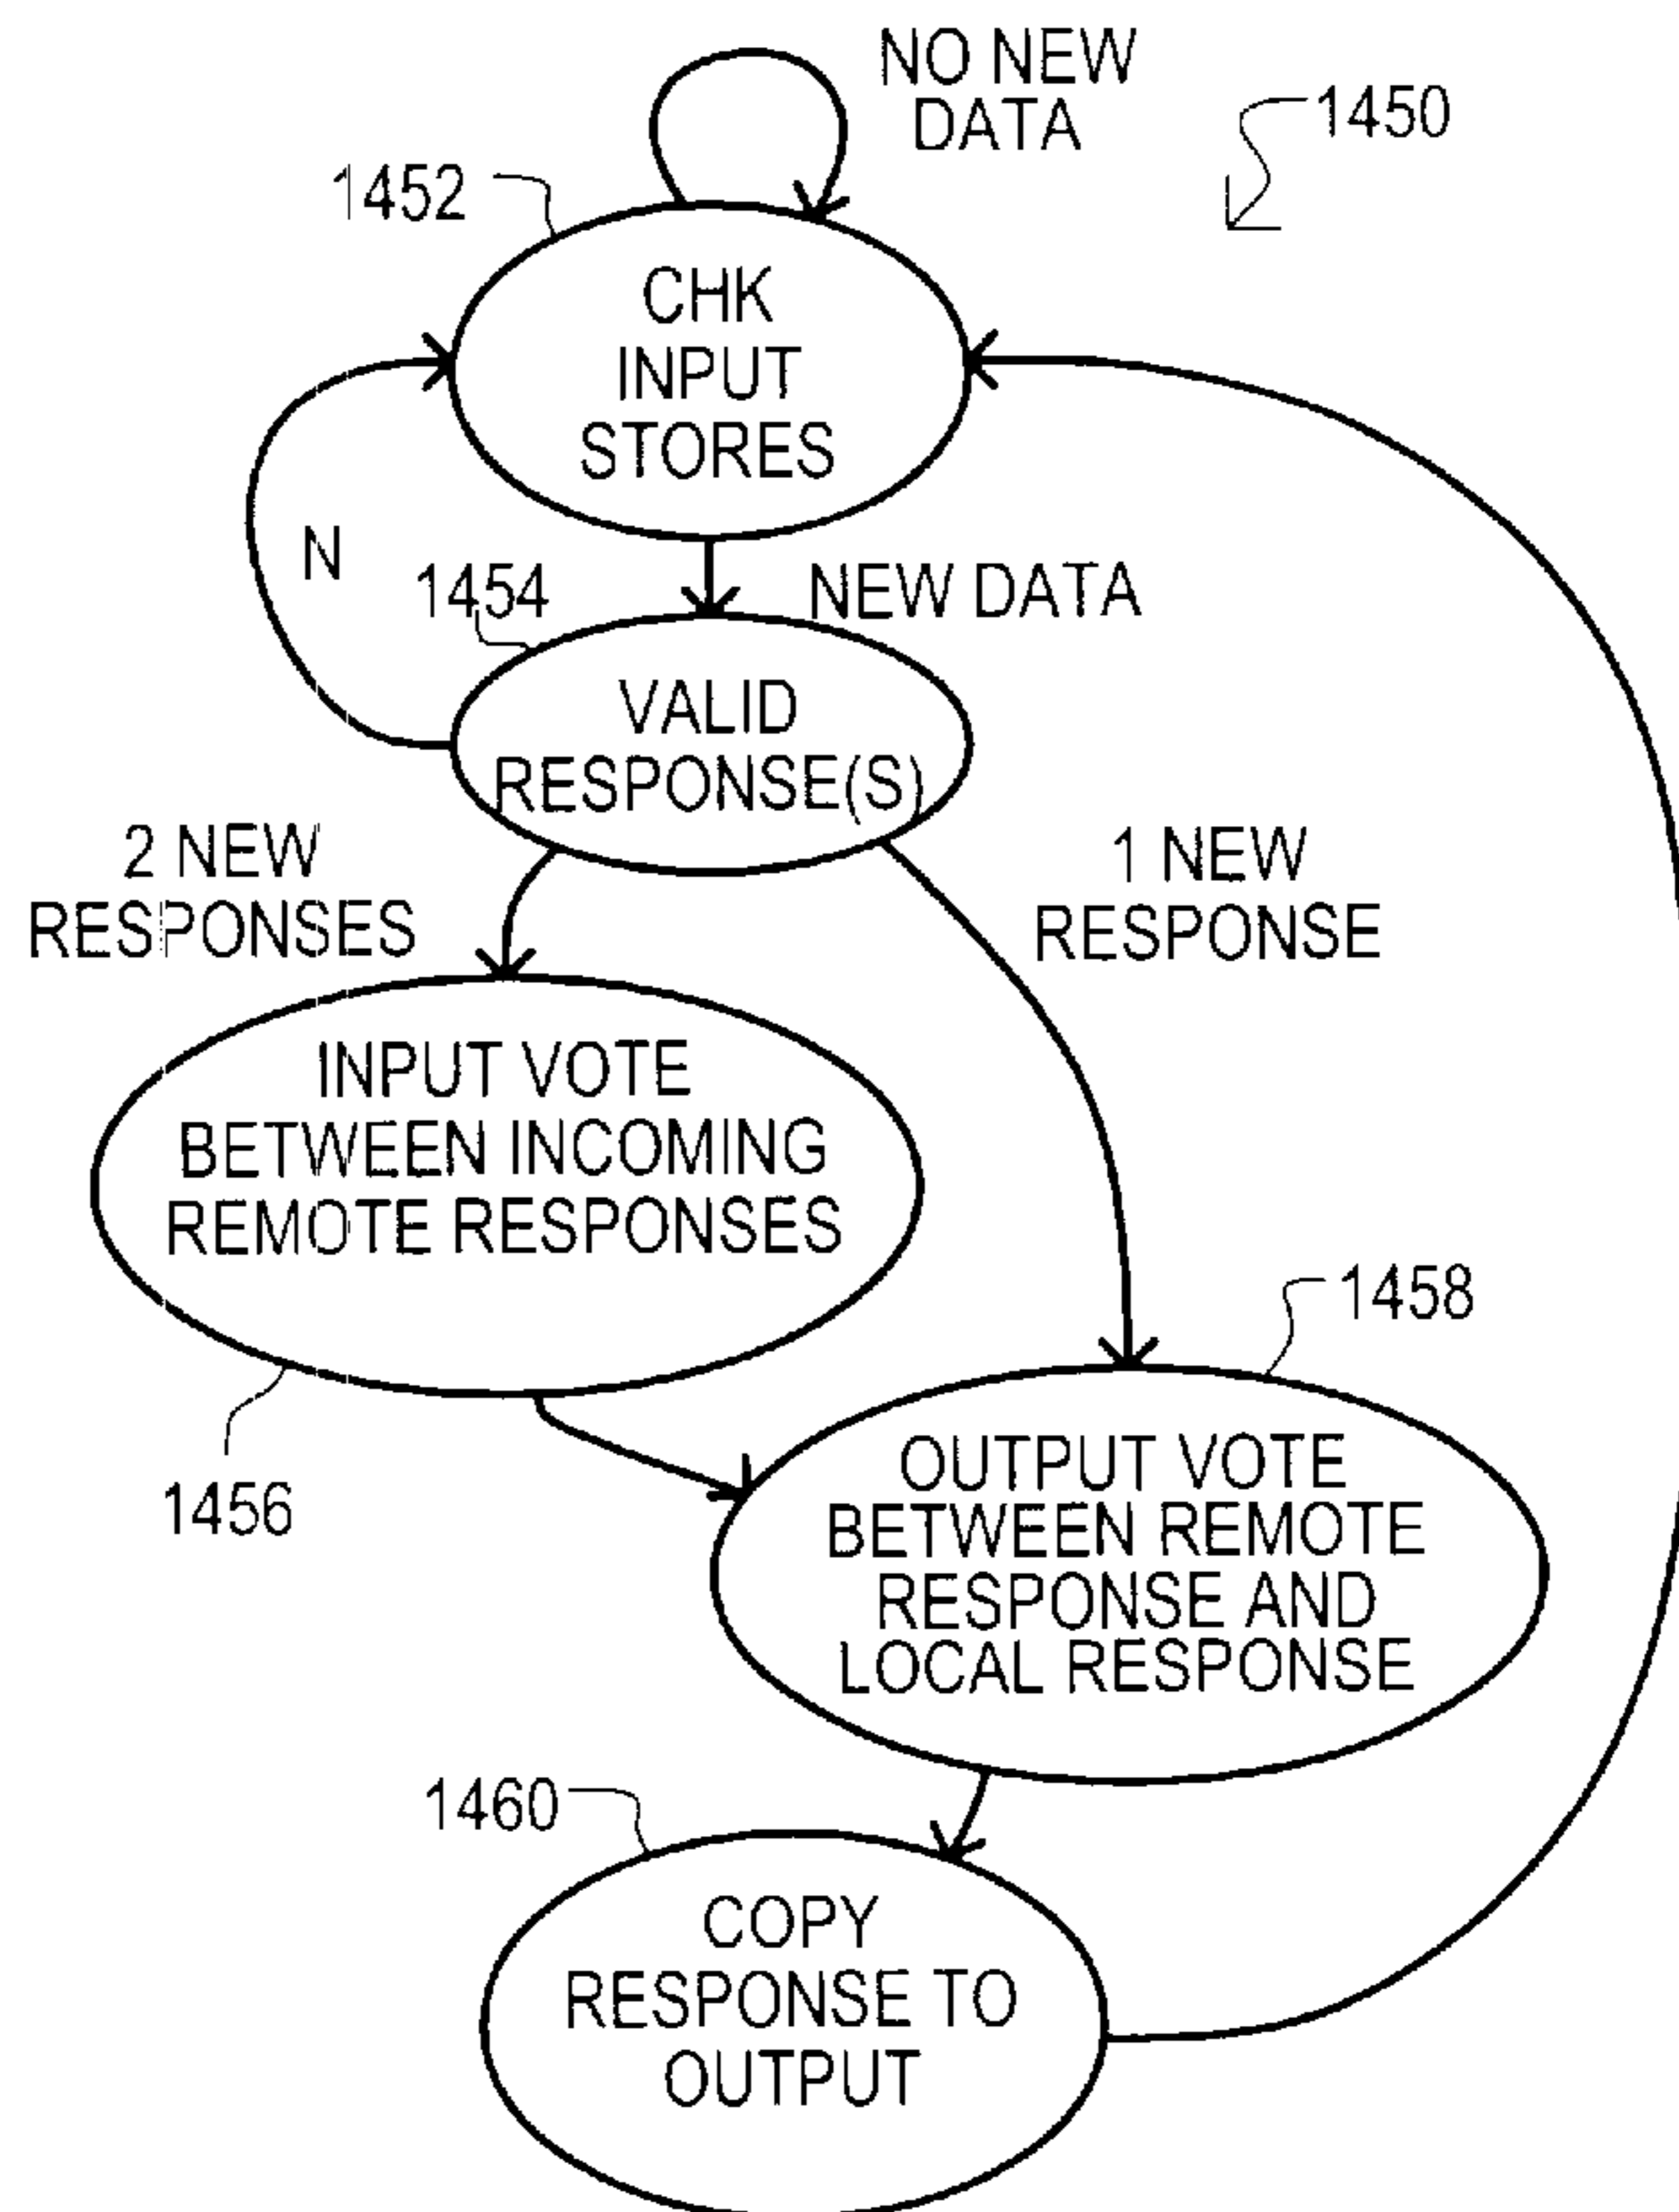 NO NEW
DATA
1450
1452
CHK
INPUT
STORES
N
1454
NEW DATA
VALID
RESPONSE(S)
2 NEW
RESPONSES
1 NEW
RESPONSE
INPUT VOTE
BETWEEN INCOMING
REMOTE RESPONSES
1458
1456
OUTPUT VOTE
BETWEEN REMOTE
RESPONSE AND
LOCAL RESPONSE
1460
COPY
RESPONSE TO
OUTPUT